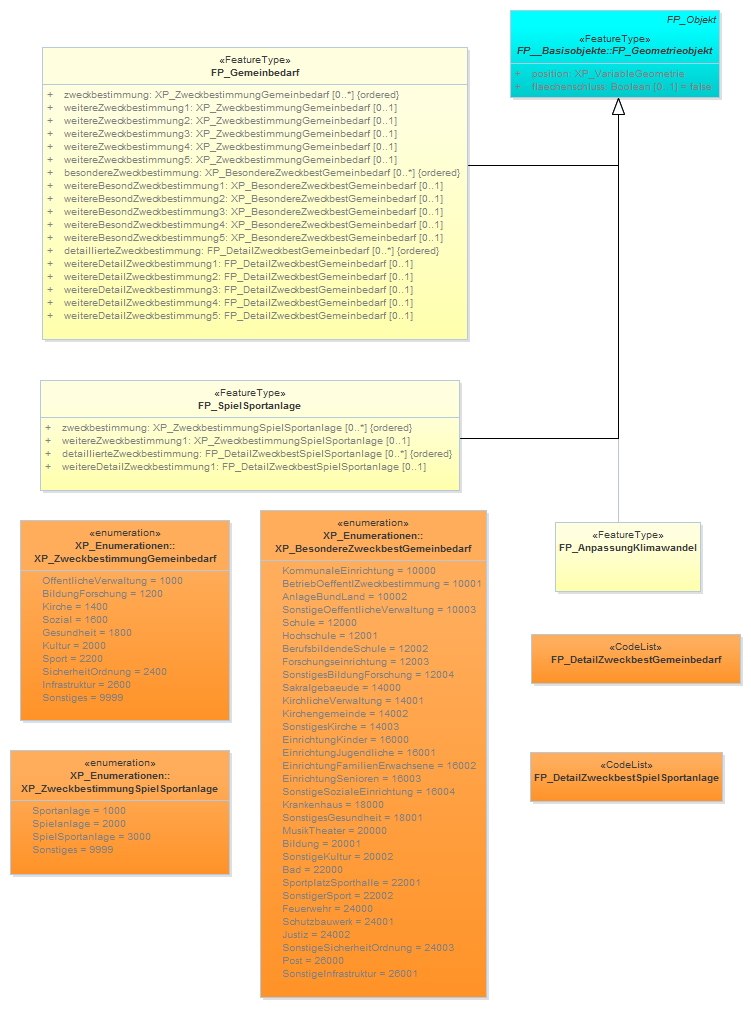 FP_Objekt
«FeatureType»
FP__Basisobjekte::FP_Geometrieobjekt
+ position: XP_VariableGeometrie
+ flaechenschluss: Boolean [0..1] = false
«FeatureType»
FP_Gemeinbedarf
+ zweckbestimmung: XP_ZweckbestimmungGemeinbedarf [0..*] {ordered}
+ weitereZweckbestimmung1: XP_ZweckbestimmungGemeinbedarf [0..1]
+ weitereZweckbestimmung2: XP_ZweckbestimmungGemeinbedarf [0..1]
+ weitereZweckbestimmung3: XP_ZweckbestimmungGemeinbedarf [0..1]
+ weitereZweckbestimmung4: XP_ZweckbestimmungGemeinbedarf [0..1]
+ weitereZweckbestimmung5: XP_ZweckbestimmungGemeinbedarf [0..1]
+ besondereZweckbestimmung: XP_BesondereZweckbestGemeinbedarf [0..*] {ordered}
+ weitereBesondZweckbestimmung1: XP_BesondereZweckbestGemeinbedarf [0..1]
+ weitereBesondZweckbestimmung2: XP_BesondereZweckbestGemeinbedarf [0..1]
+ weitereBesondZweckbestimmung3: XP_BesondereZweckbestGemeinbedarf [0..1]
+ weitereBesondZweckbestimmung4: XP_BesondereZweckbestGemeinbedarf [0..1]
+ weitereBesondZweckbestimmung5: XP_BesondereZweckbestGemeinbedarf [0..1]
+ detaillierteZweckbestimmung: FP_DetailZweckbestGemeinbedarf [0..*] {ordered}
+ weitereDetailZweckbestimmung1: FP_DetailZweckbestGemeinbedarf [0..1]
+ weitereDetailZweckbestimmung2: FP_DetailZweckbestGemeinbedarf [0..1]
+ weitereDetailZweckbestimmung3: FP_DetailZweckbestGemeinbedarf [0..1]
+ weitereDetailZweckbestimmung4: FP_DetailZweckbestGemeinbedarf [0..1]
+ weitereDetailZweckbestimmung5: FP_DetailZweckbestGemeinbedarf [0..1]
«FeatureType»
FP_SpielSportanlage
+ zweckbestimmung: XP_ZweckbestimmungSpielSportanlage [0..*] {ordered}
+ weitereZweckbestimmung1: XP_ZweckbestimmungSpielSportanlage [0..1]
+ detaillierteZweckbestimmung: FP_DetailZweckbestSpielSportanlage [0..*] {ordered}
+ weitereDetailZweckbestimmung1: FP_DetailZweckbestSpielSportanlage [0..1]
«enumeration»
XP_Enumerationen::
XP_ZweckbestimmungGemeinbedarf
OffentlicheVerwaltung = 1000
BildungForschung = 1200
Kirche = 1400
Sozial = 1600
Gesundheit = 1800
Kultur = 2000
Sport = 2200
SicherheitOrdnung = 2400
Infrastruktur = 2600
Sonstiges = 9999
«enumeration»
XP_Enumerationen::
XP_BesondereZweckbestGemeinbedarf
KommunaleEinrichtung = 10000
BetriebOeffentlZweckbestimmung = 10001
AnlageBundLand = 10002
SonstigeOeffentlicheVerwaltung = 10003
Schule = 12000
Hochschule = 12001
BerufsbildendeSchule = 12002
Forschungseinrichtung = 12003
SonstigesBildungForschung = 12004
Sakralgebaeude = 14000
KirchlicheVerwaltung = 14001
Kirchengemeinde = 14002
SonstigesKirche = 14003
EinrichtungKinder = 16000
EinrichtungJugendliche = 16001
EinrichtungFamilienErwachsene = 16002
EinrichtungSenioren = 16003
SonstigeSozialeEinrichtung = 16004
Krankenhaus = 18000
SonstigesGesundheit = 18001
MusikTheater = 20000
Bildung = 20001
SonstigeKultur = 20002
Bad = 22000
SportplatzSporthalle = 22001
SonstigerSport = 22002
Feuerwehr = 24000
Schutzbauwerk = 24001
Justiz = 24002
SonstigeSicherheitOrdnung = 24003
Post = 26000
SonstigeInfrastruktur = 26001
«FeatureType»
FP_AnpassungKlimawandel
«CodeList»
FP_DetailZweckbestGemeinbedarf
«CodeList»
FP_DetailZweckbestSpielSportanlage
«enumeration»
XP_Enumerationen::
XP_ZweckbestimmungSpielSportanlage
Sportanlage = 1000
Spielanlage = 2000
SpielSportanlage = 3000
Sonstiges = 9999